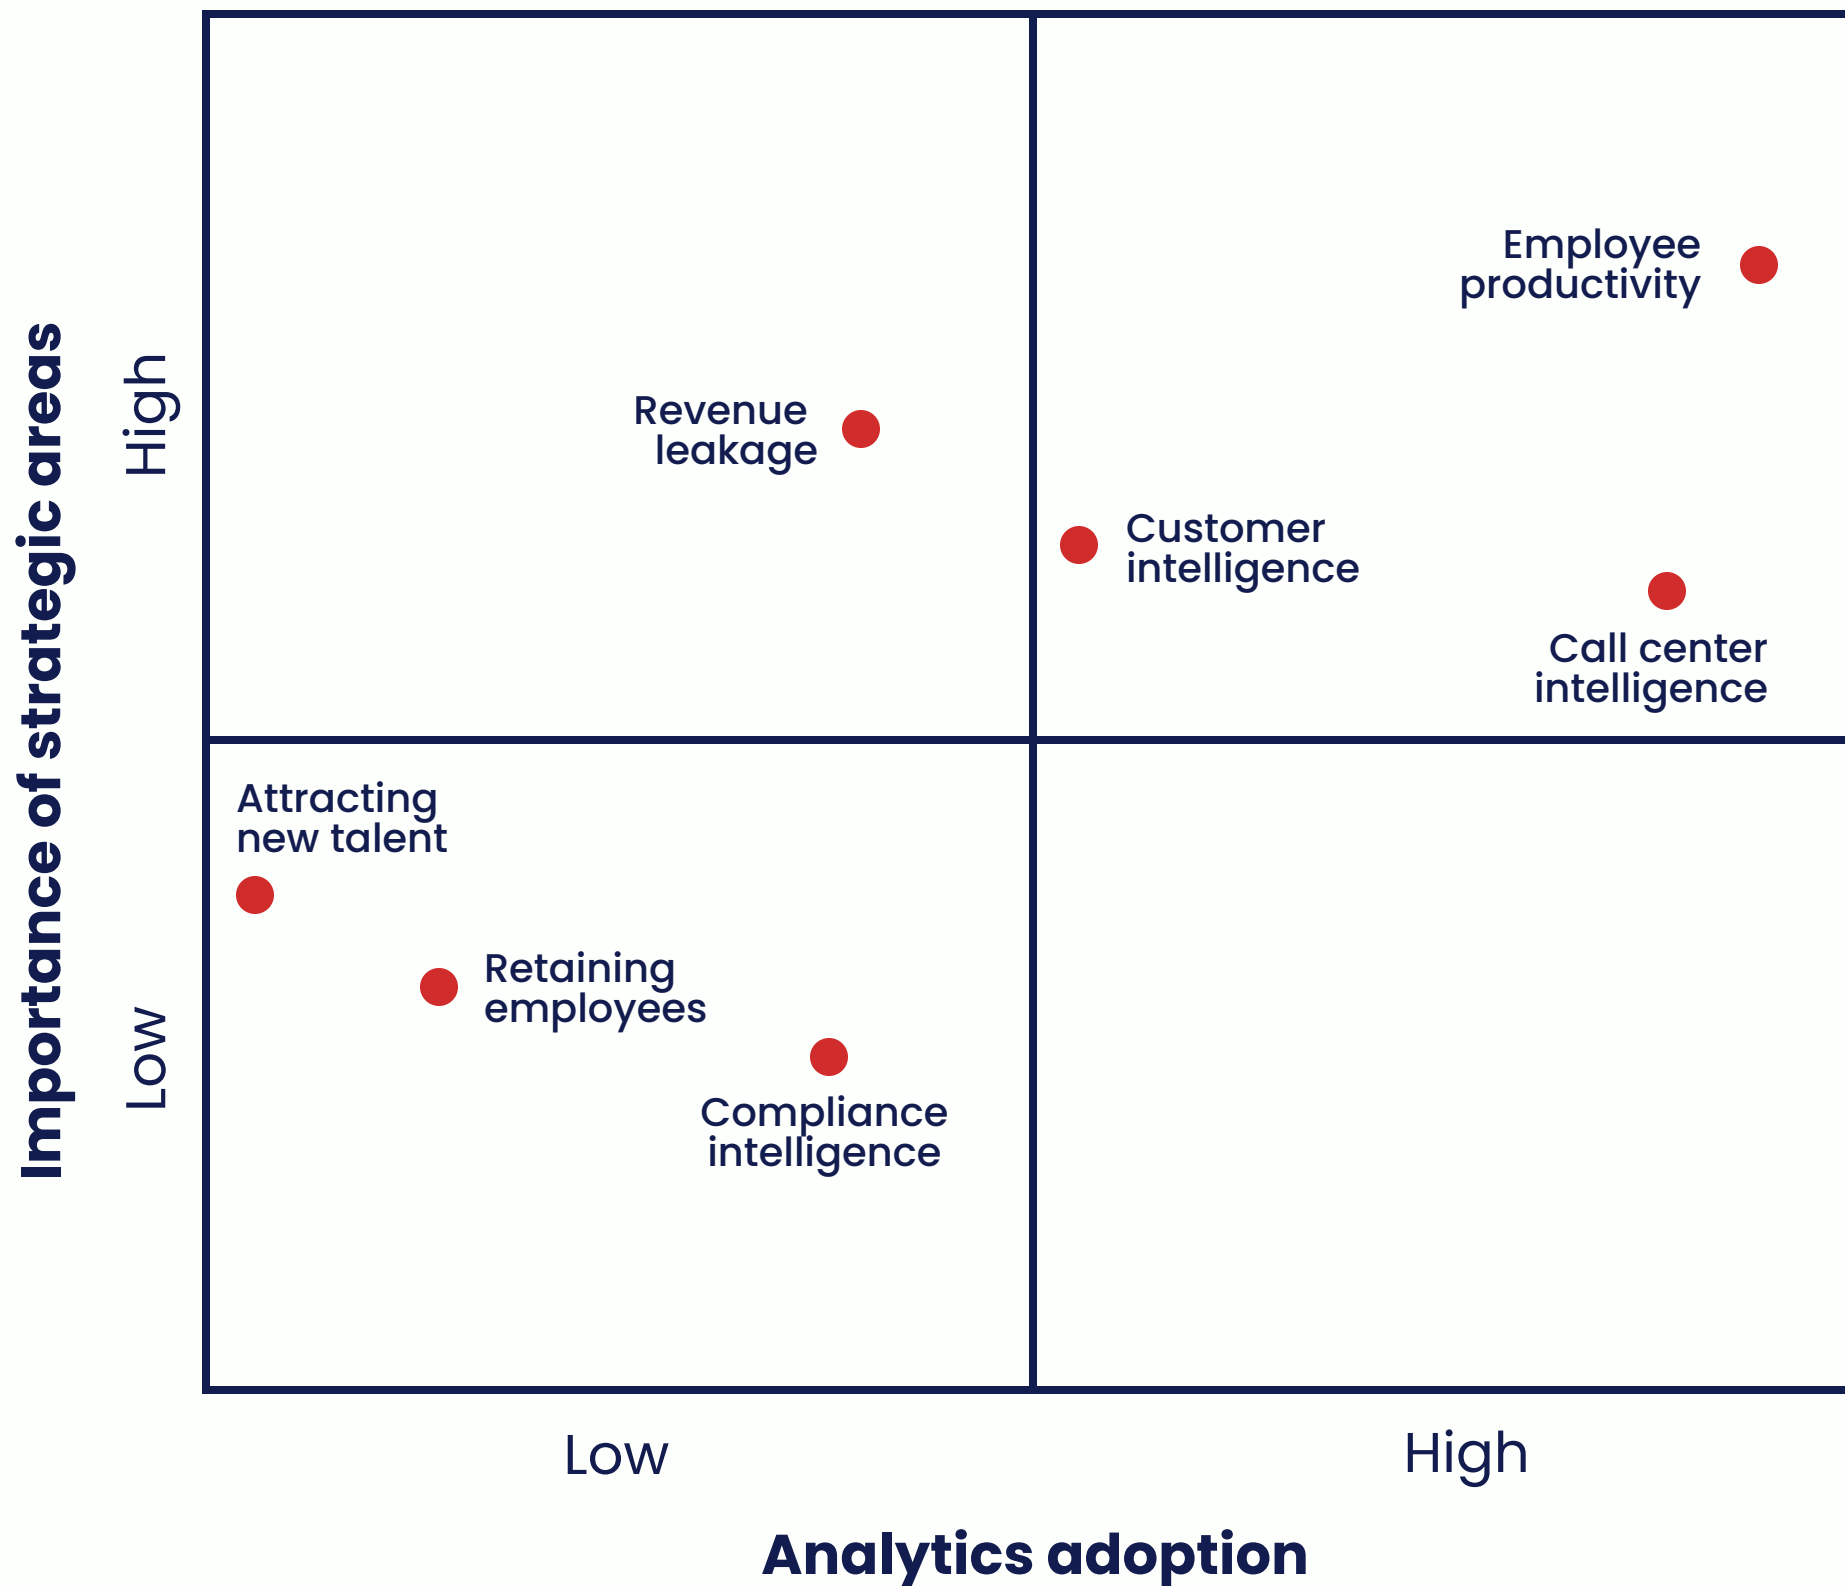 Importance of strategic areas
High
Low
Employee
productivity
Revenue
leakage
Customer
intelligence
Call center
intelligence
Attracting
new talent
Retaining
employees
Compliance
intelligence
Low
High
Analytics adoption